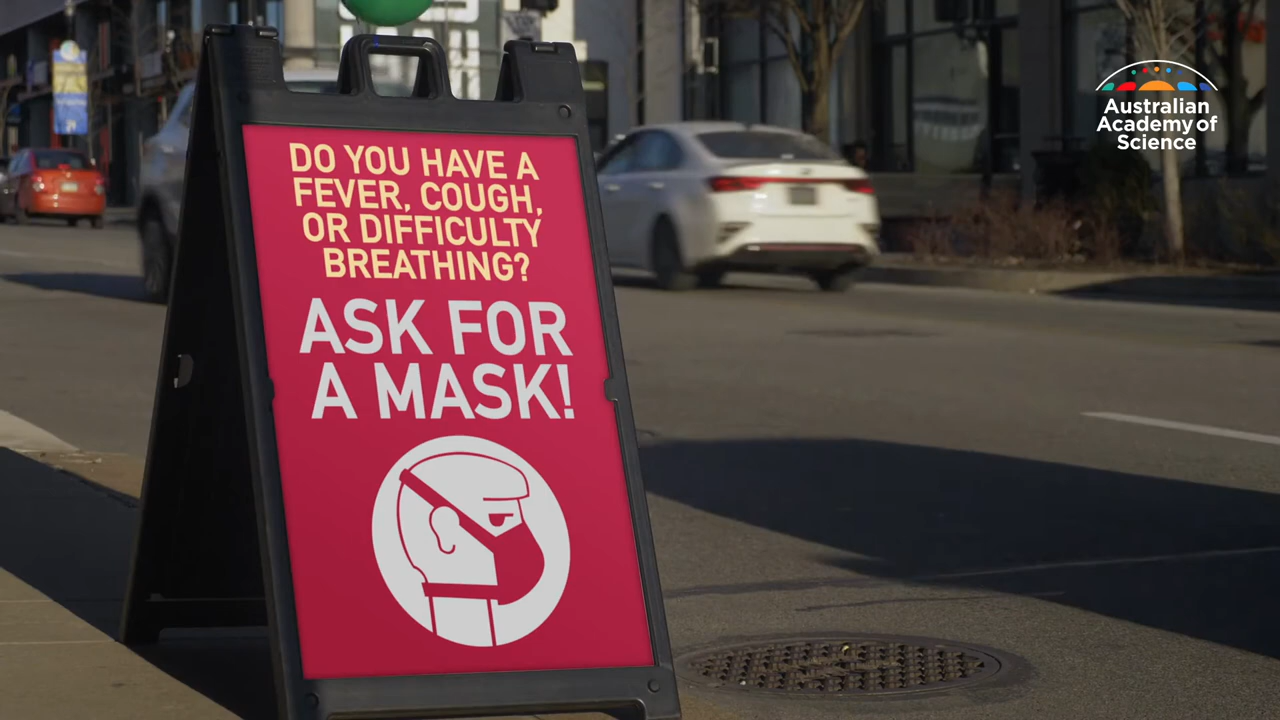 DO YOU HAVE A
FEVER, COUGH,
OR DIFFICULTY
BREATHING?
ASK FOR
A MASK!
Australian
Academy of
Science